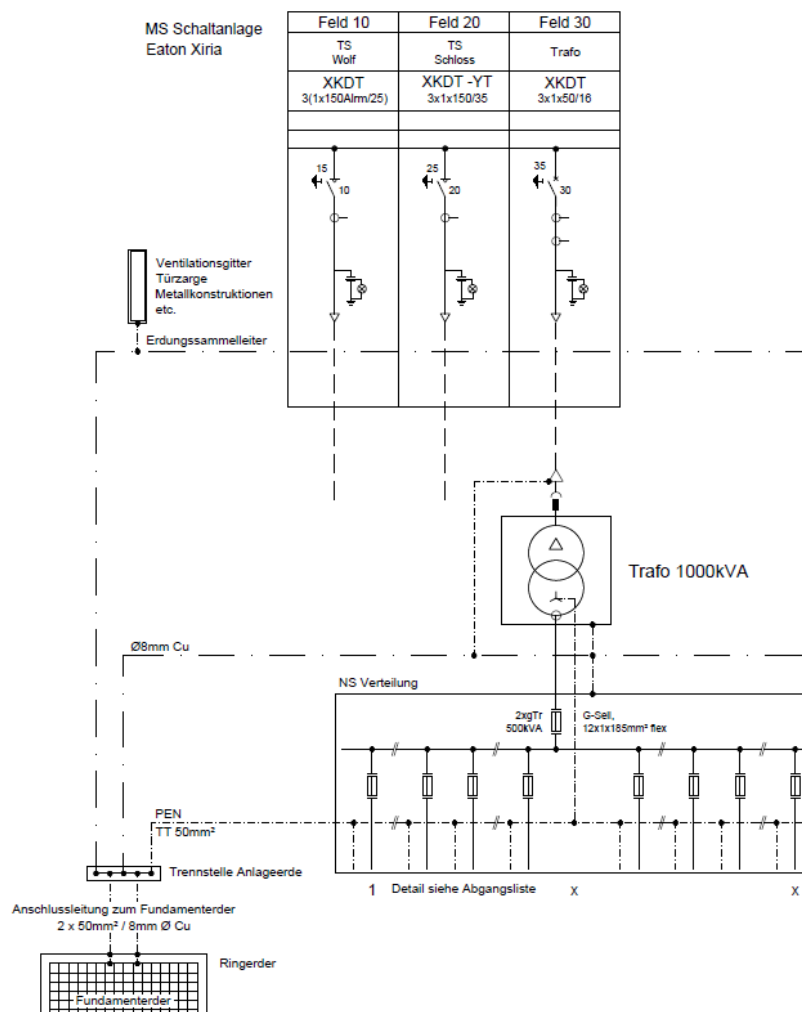 MS Schaltanlage
Eaton Xiria
Feld 10
Feld 20
Feld 30
TS
Wolf
TS
Schloss
Trafo
XKDT
3(1x150Alrm/25)
XKDT -YT
3x1x150/35
XKDT
3x1x50/16
15
10
25
20
35
30
Ventilationsgitter
Türzarge
Metallkonstruktionen
etc.
Erdungssammelleiter
Trafo 1000kVA
Ø8mm Cu
NS Verteilung
2xgTr
500kVA
G-Sell,
12x1x185mm² flex
PEN
TT 50mm²
Trennstelle Anlageerde
1 Detail siehe Abgangsliste x x
Anschlussleitung zum Fundamenterder
2 x 50mm² / 8mm Ø Cu
Ringerder
Fundamenterder